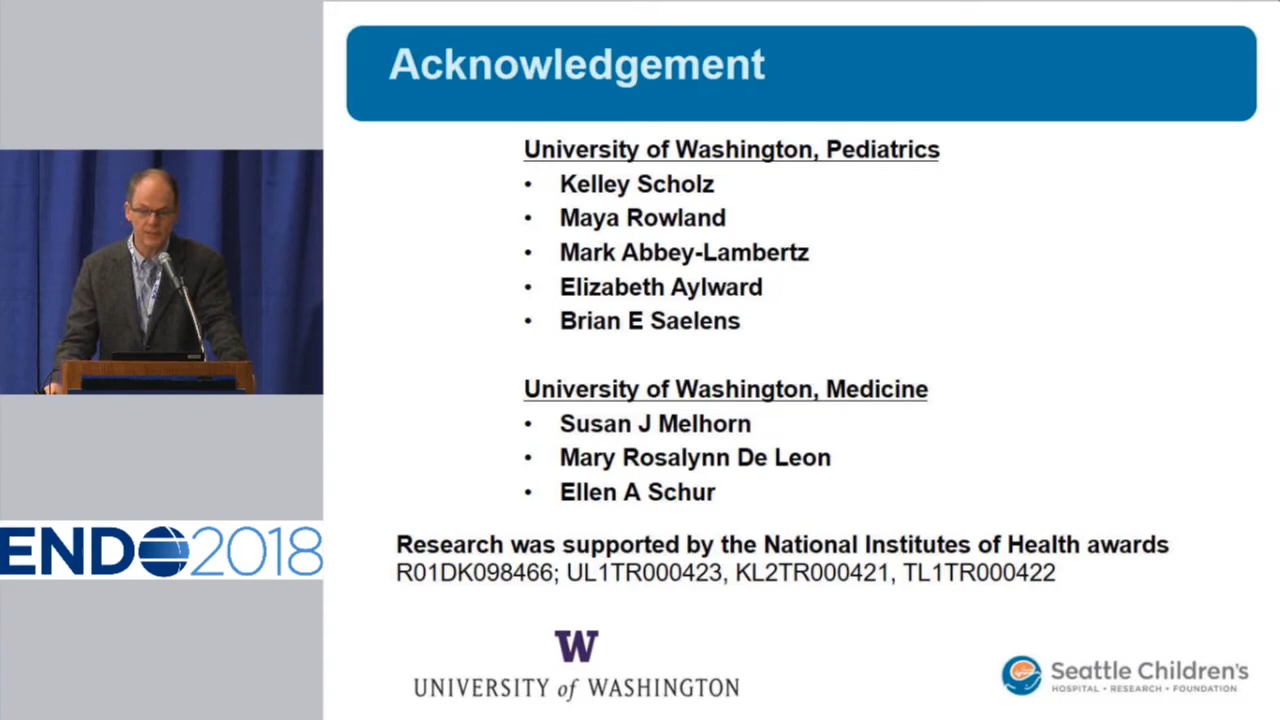 Acknowledgement
University of Washington, Pediatrics
• Kelley Scholz
• Maya Rowland
• Mark Abbey-Lambertz
• Elizabeth Aylward
• Brian E Saelens
University of Washington, Medicine
• Susan J Melhorn
• Mary Rosalynn De Leon
• Ellen A Schur
Research was supported by the National Institutes of Health awards
R01DK098466; UL1TR000423, KL2TR000421, TL1TR000422
ENDO2018
W
UNIVERSITY of WASHINGTON
Seattle Children's
HOSPITAL • RESEARCH • FOUNDATION